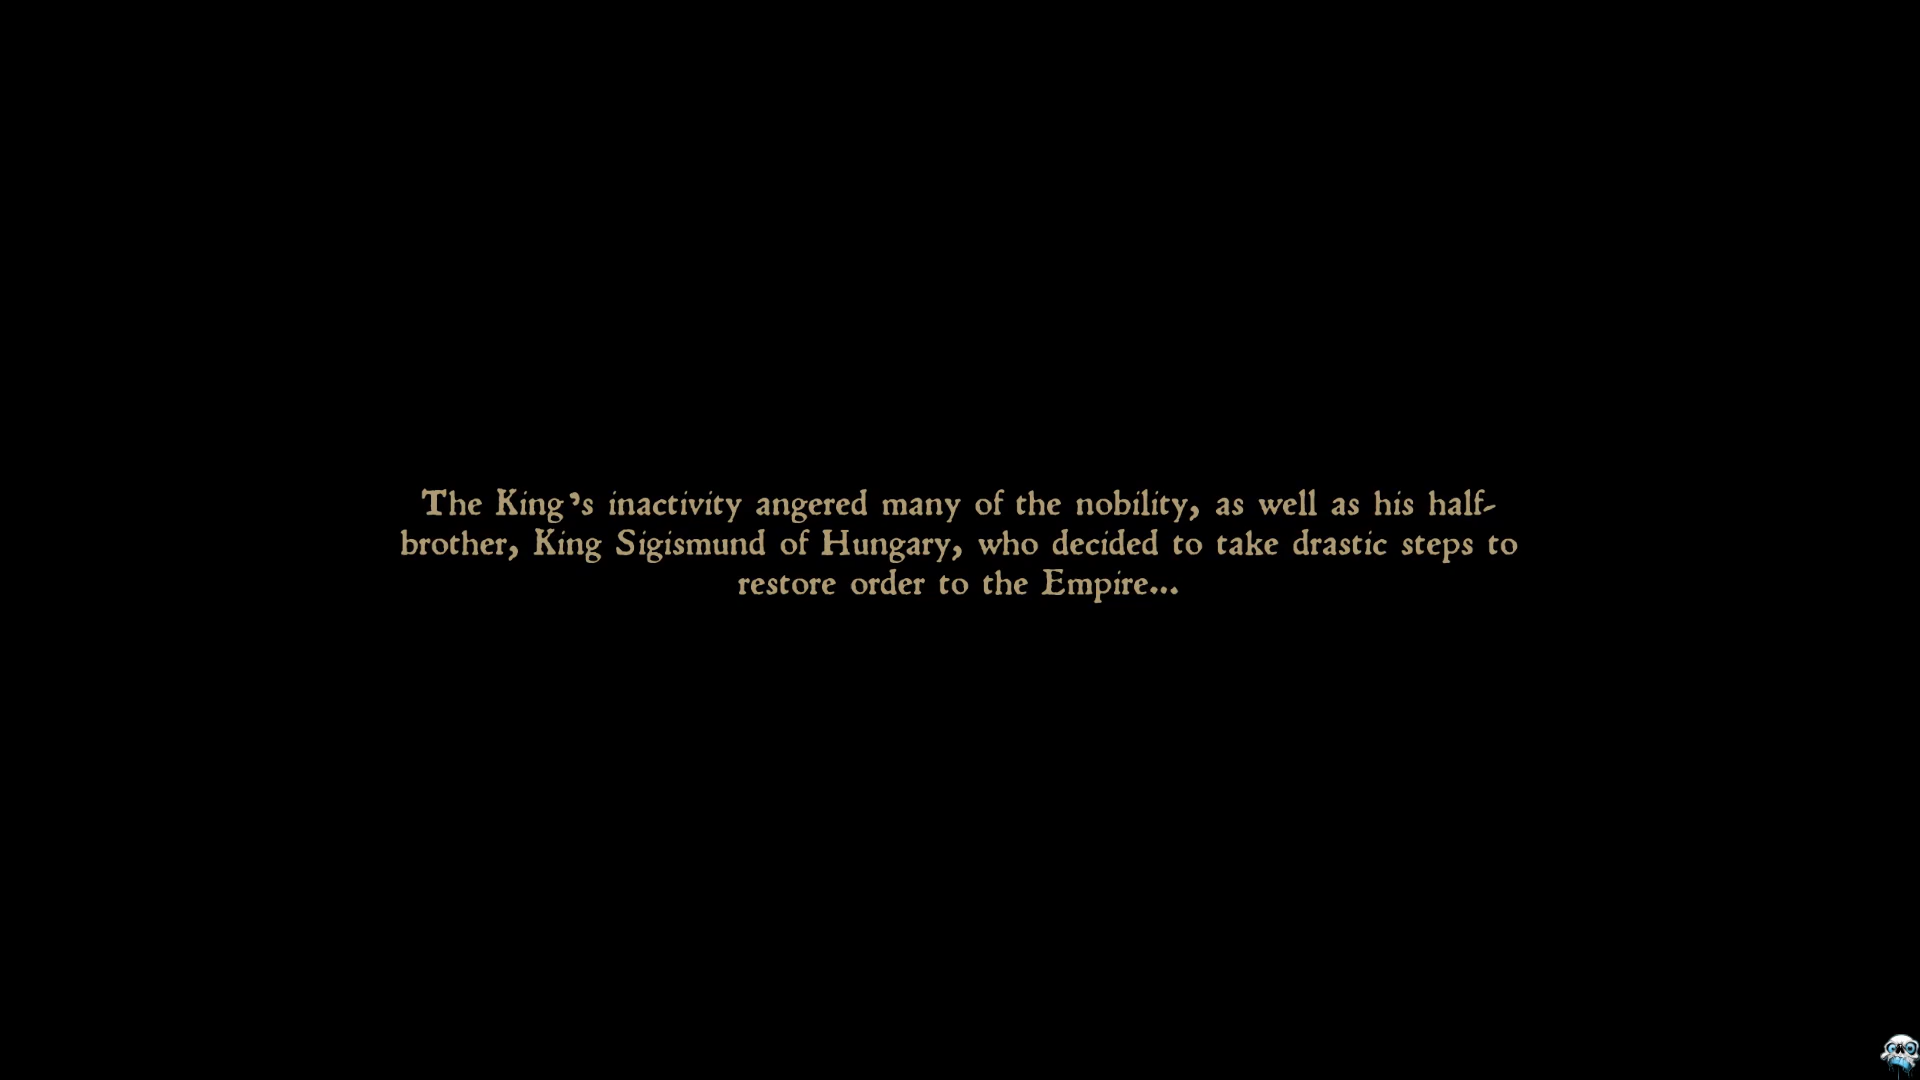 The King's inactivity angered many of the nobility, as well as his half-
brother, King Sigismund of Hungary, who decided to take drastic steps to
restore order to the Empire...